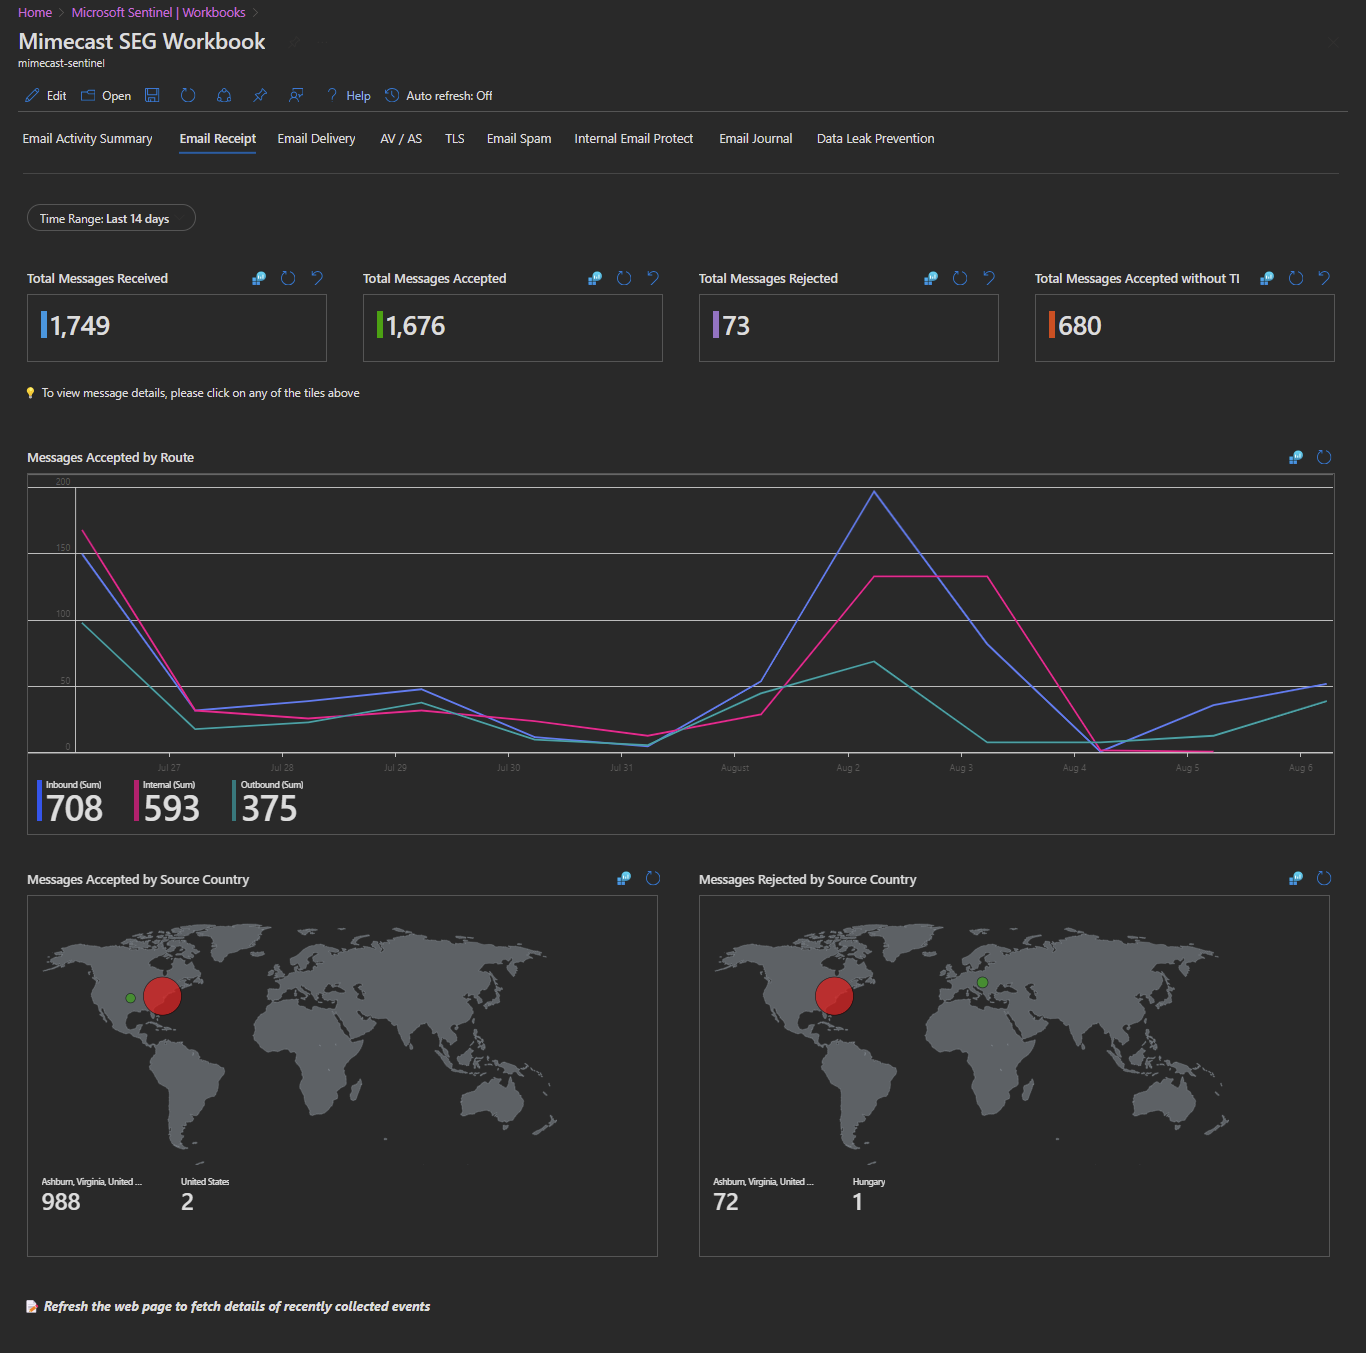 Home > Microsoft Sentinel | Workbooks >
Mimecast SEG Workbook
mimecast-sentinel
Edit Open Help Auto refresh: Off
Email Activity Summary Email Receipt Email Delivery AV / AS TLS Email Spam Internal Email Protect Email Journal Data Leak Prevention
Time Range: Last 14 days
Total Messages Received Total Messages Accepted Total Messages Rejected Total Messages Accepted without TI
1,749 1,676 73 680
To view message details, please click on any of the tiles above
Messages Accepted by Route
200
150
100
50
0
Jul 27 Jul 28 Jul 29 Jul 30 Jul 31 August Aug 2 Aug 3 Aug 4 Aug 5 Aug 6
Inbound (Sum) Internal (Sum) Outbound (Sum)
708 593 375
Messages Accepted by Source Country Messages Rejected by Source Country
Ashburn, Virginia, United ... United States Ashburn, Virginia, United ... Hungary
988 2 72 1
Refresh the web page to fetch details of recently collected events